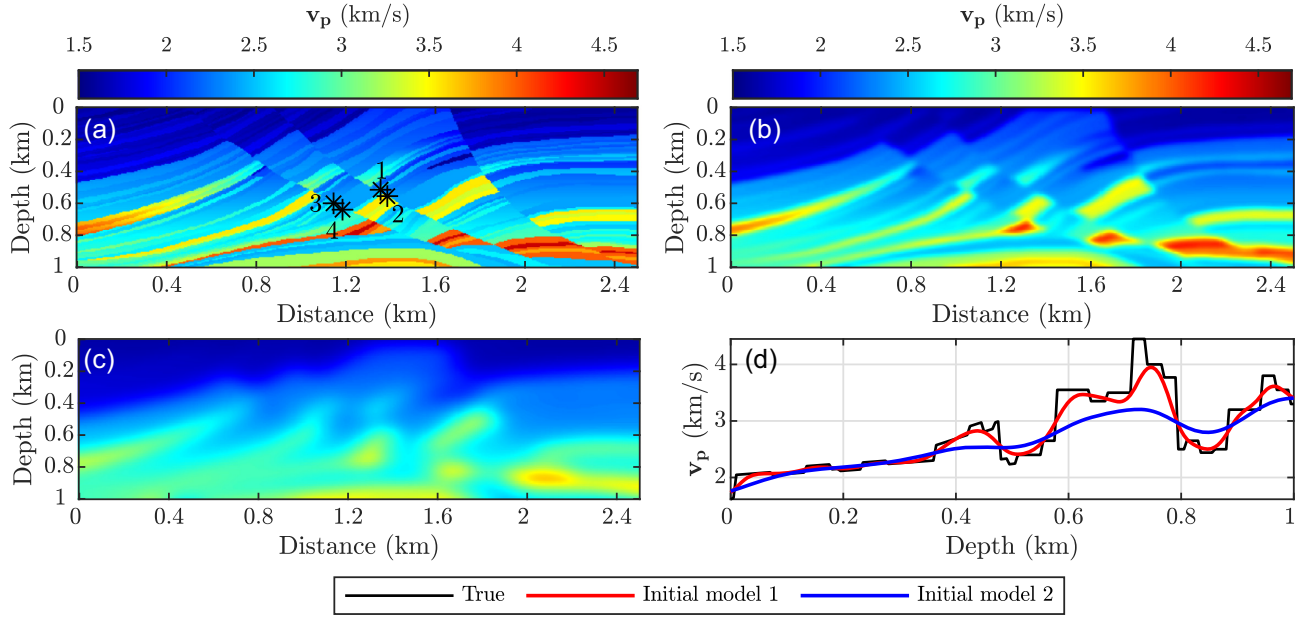 v_p (km/s)
1.5 2 2.5 3 3.5 4 4.5
v_p (km/s)
1.5 2 2.5 3 3.5 4 4.5
(a)
0
0.2
0.4
0.6
0.8
1
Depth (km)
1
2
3
4
0 0.4 0.8 1.2 1.6 2 2.4
Distance (km)
(b)
0
0.2
0.4
0.6
0.8
1
Depth (km)
0 0.4 0.8 1.2 1.6 2 2.4
Distance (km)
(c)
0
0.2
0.4
0.6
0.8
1
Depth (km)
0 0.4 0.8 1.2 1.6 2 2.4
Distance (km)
(d)
4
3
2
v_p (km/s)
0 0.2 0.4 0.6 0.8 1
Depth (km)
True Initial model 1 Initial model 2